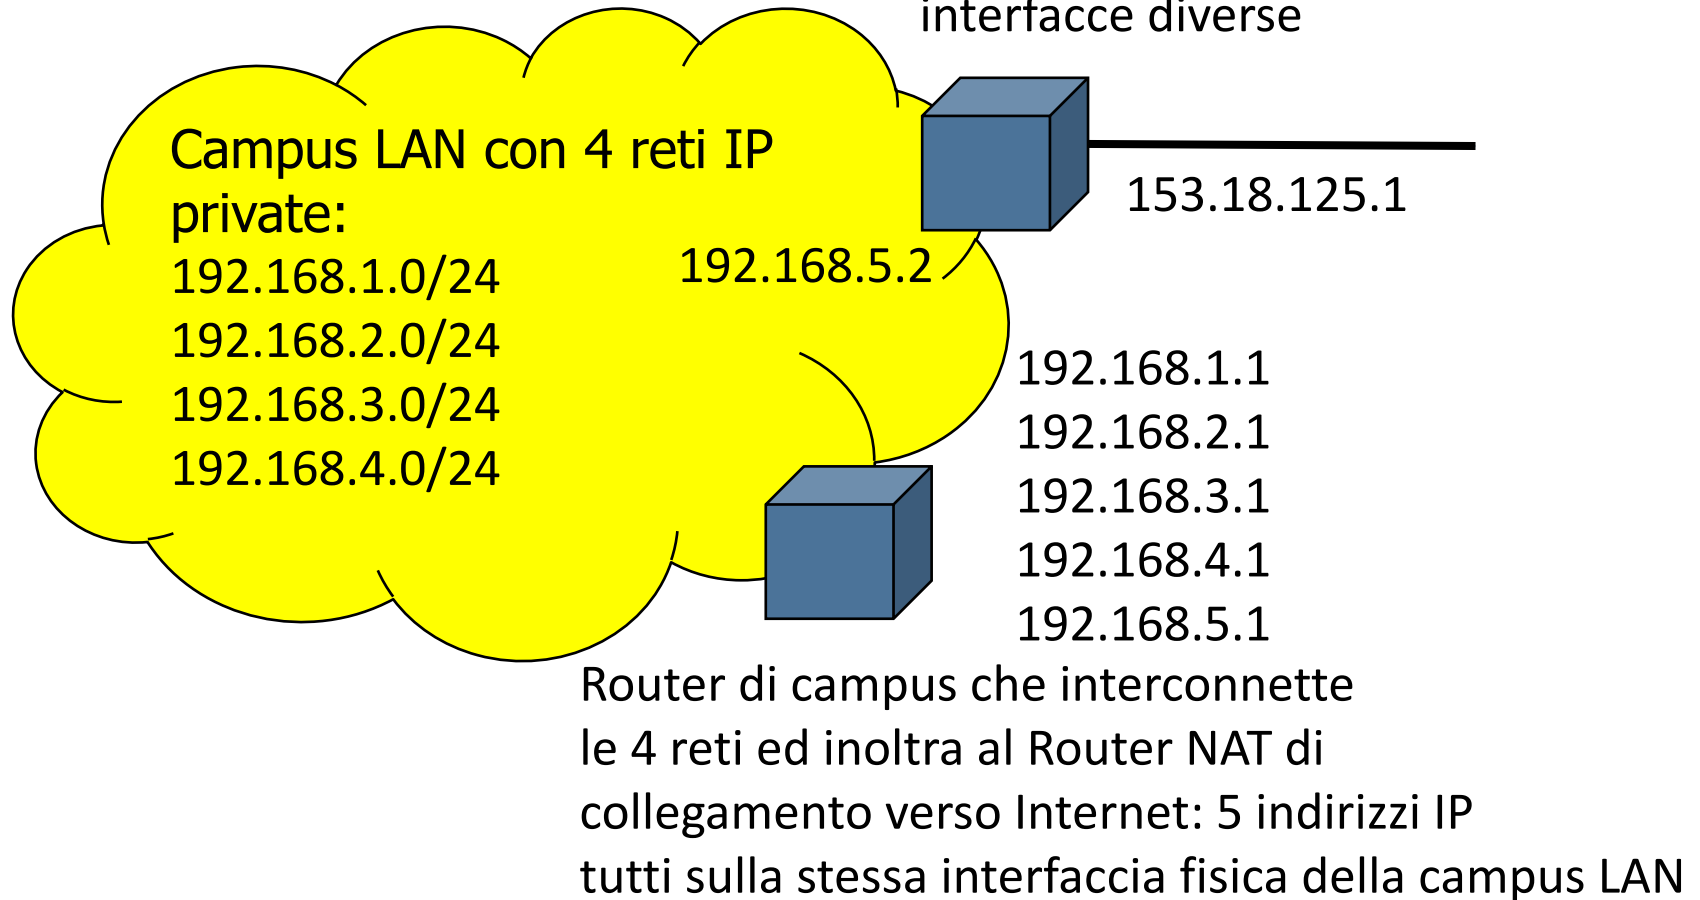 interfacce diverse
Campus LAN con 4 reti IP
private:
192.168.1.0/24
192.168.2.0/24
192.168.3.0/24
192.168.4.0/24
153.18.125.1
192.168.5.2
192.168.1.1
192.168.2.1
192.168.3.1
192.168.4.1
192.168.5.1
Router di campus che interconnette
le 4 reti ed inoltra al Router NAT di
collegamento verso Internet: 5 indirizzi IP
tutti sulla stessa interfaccia fisica della campus LAN